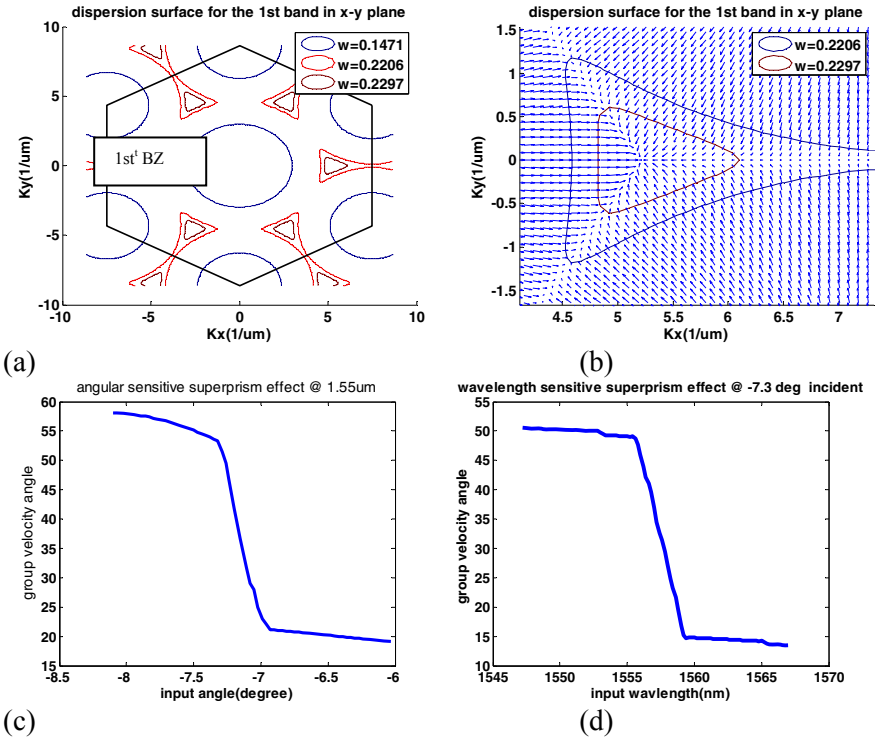 dispersion surface for the 1st band in x-y plane
10
5
0
-5
-10
Ky(1/um)
w=0.1471
w=0.2206
w=0.2297
1st^t BZ
-10
-5
0
5
10
Kx(1/um)
(a)
dispersion surface for the 1st band in x-y plane
1.5
1
0.5
0
-0.5
-1
-1.5
Ky(1/um)
w=0.2206
w=0.2297
4.5
5
5.5
6
6.5
7
Kx(1/um)
(b)
angular sensitive superprism effect @ 1.55um
60
55
50
45
40
35
30
25
20
15
group velocity angle
-8.5
-8
-7.5
-7
-6.5
-6
input angle(degree)
(c)
wavelength sensitive superprism effect @ -7.3 deg incident
55
50
45
40
35
30
25
20
15
10
group velocity angle
1545
1550
1555
1560
1565
1570
input wavlength(nm)
(d)